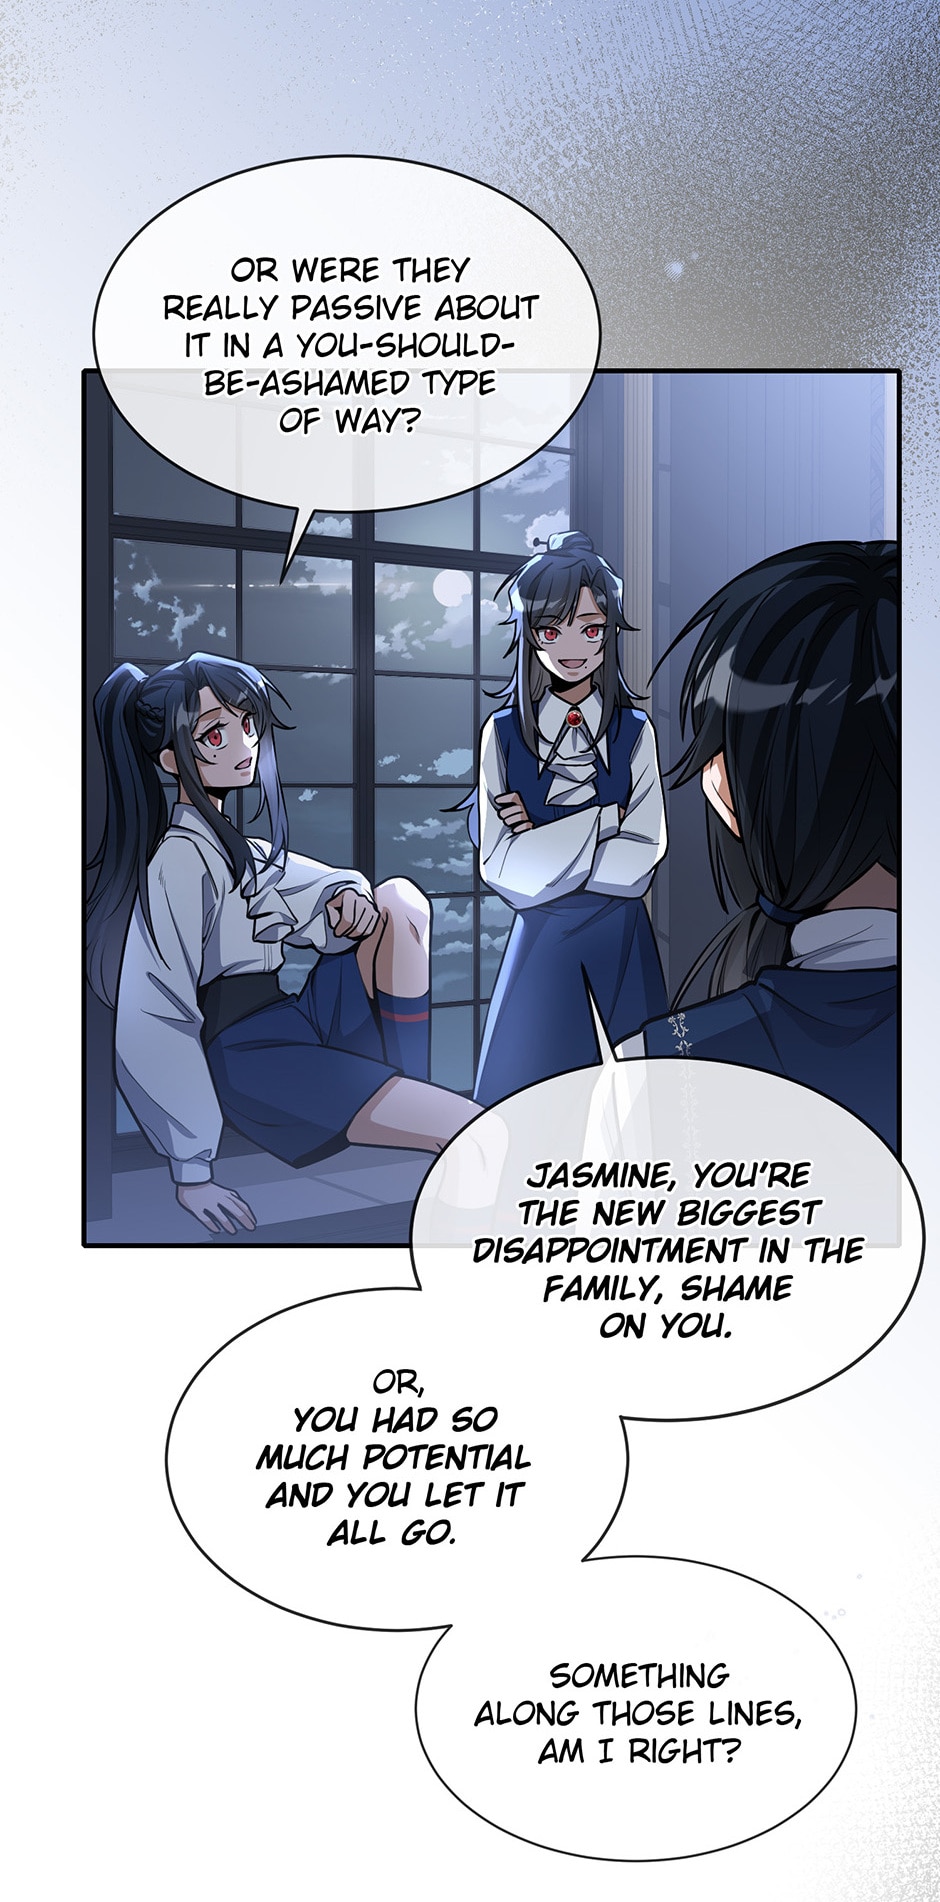 OR WERE THEY
REALLY PASSIVE ABOUT
IT IN A YOU-SHOULD-
BE-ASHAMED TYPE
OF WAY?
JASMINE, YOU'RE
THE NEW BIGGEST
DISAPPOINTMENT IN THE
FAMILY, SHAME
ON YOU.
OR,
YOU HAD SO
MUCH POTENTIAL
AND YOU LET IT
ALL GO.
SOMETHING
ALONG THOSE LINES,
AM I RIGHT?